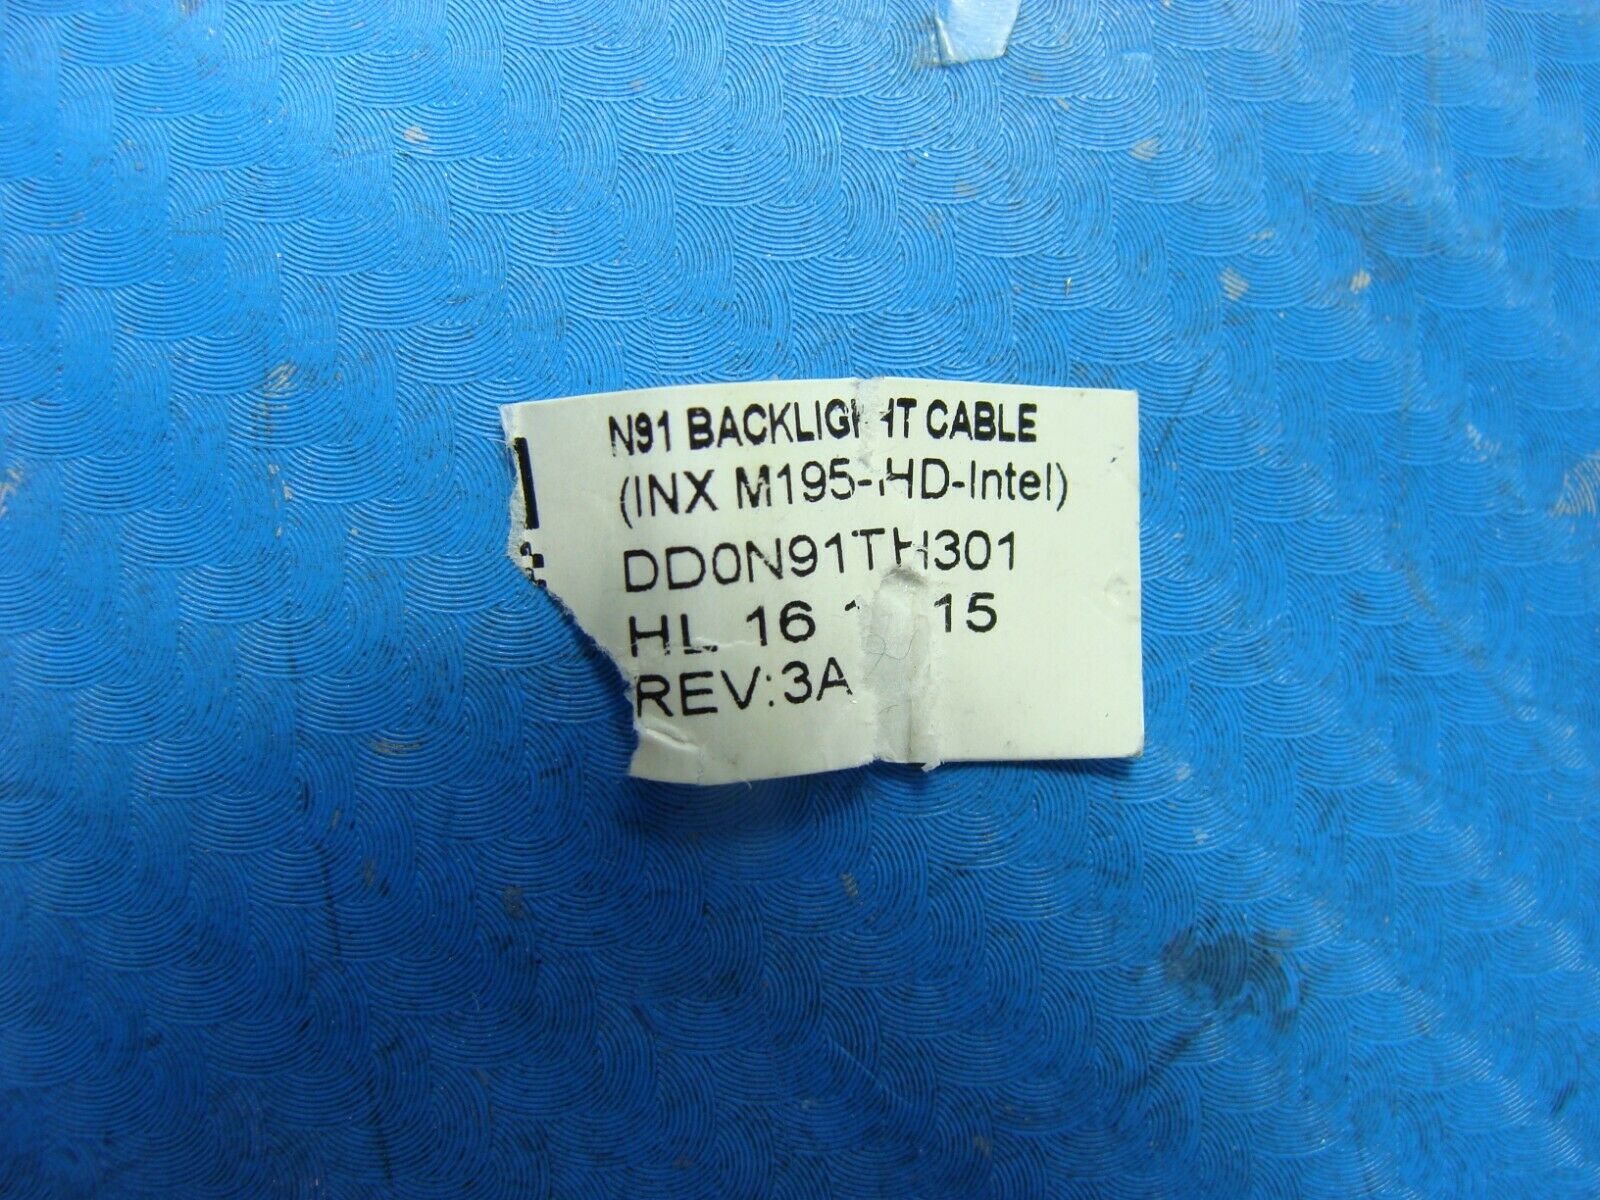 N91 BACKLIGHT CABLE
(INX M195-HD-Intel)
DD0N91TH301
HL 16 15
REV:3A